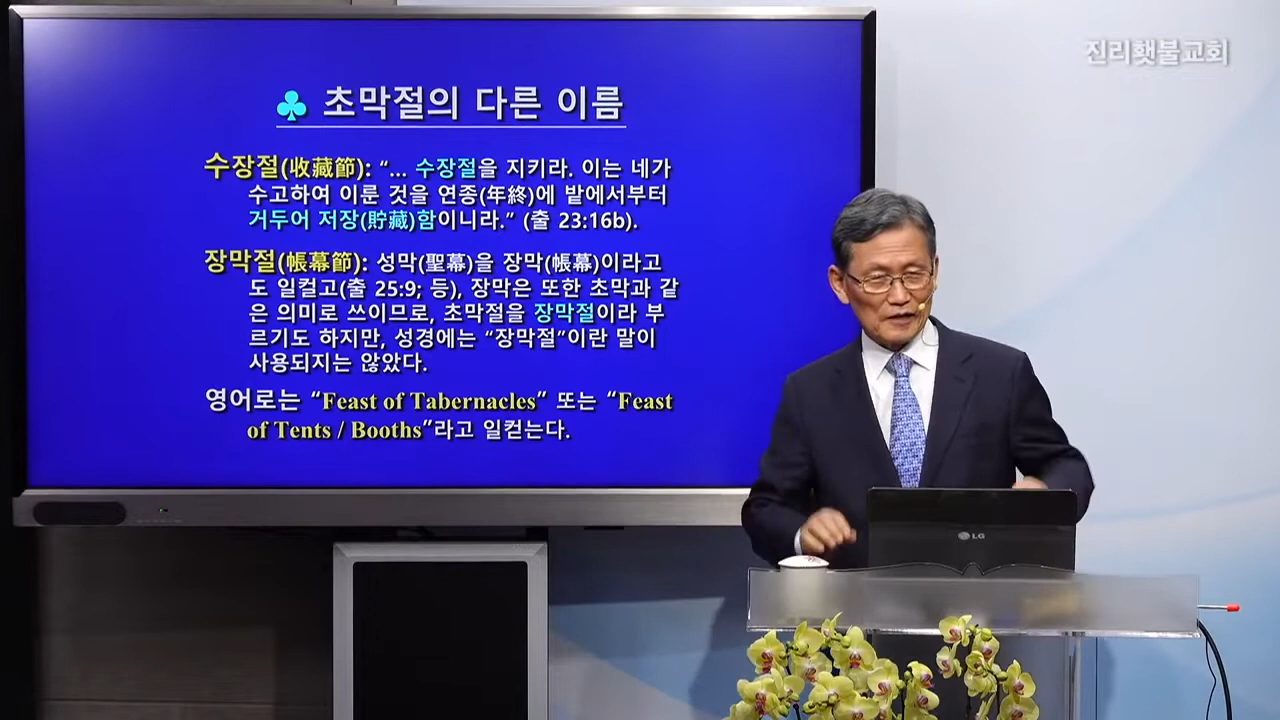 진리횃불교회
♣ 초막절의 다른 이름
수장절(收藏節): “... 수장절을 지키라. 이는 네가
수고하여 이룬 것을 연종(年終)에 밭에서부터
거두어 저장(貯藏)함이니라.” (출 23:16b).
장막절(帳幕節): 성막(聖幕)을 장막(帳幕)이라고
도 일컬고(출 25:9; 등), 장막은 또한 초막과 같
은 의미로 쓰이므로, 초막절을 장막절이라 부
르기도 하지만, 성경에는 “장막절”이란 말이
사용되지는 않았다.
영어로는 “Feast of Tabernacles” 또는 “Feast
of Tents / Booths”라고 일컫는다.
LG